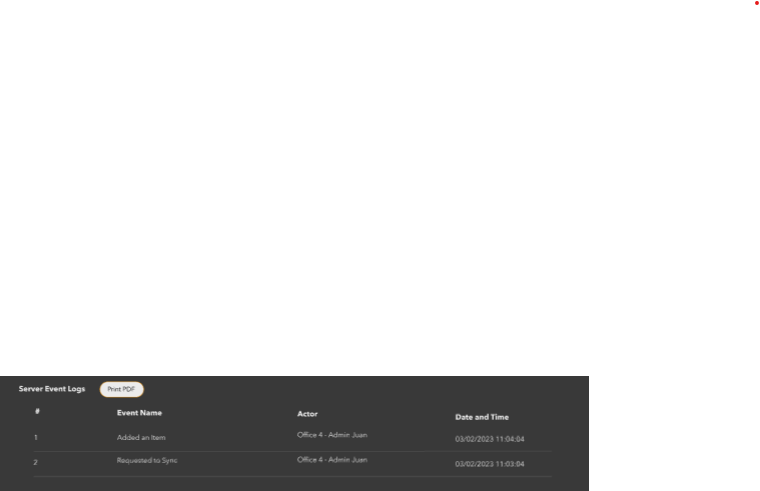 Server Event Logs Print PDF
# Event Name Actor Date and Time
1 Added an Item Office 4 - Admin Juan 03/02/2023 11:04:04
2 Requested to Sync Office 4 - Admin Juan 03/02/2023 11:03:04